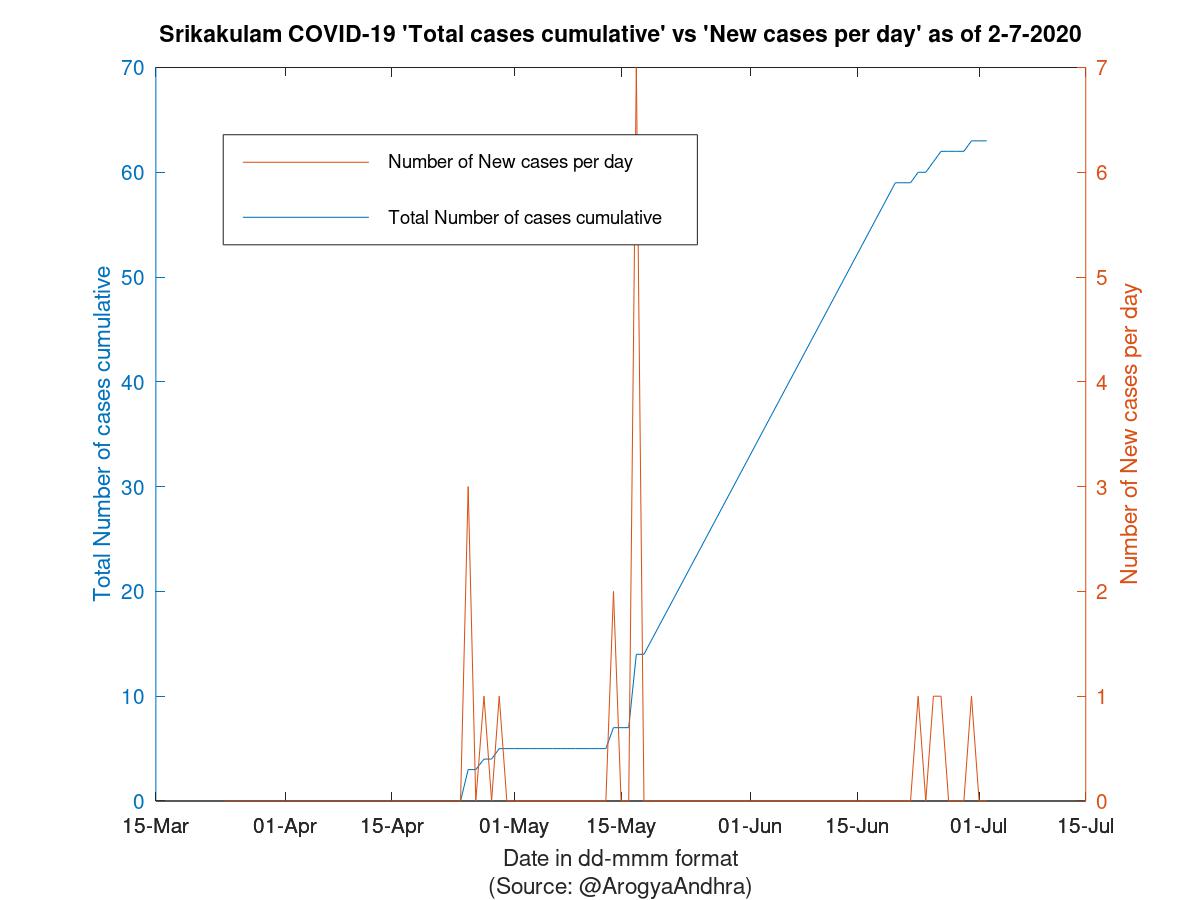 Srikakulam COVID-19 'Total cases cumulative' vs 'New cases per day' as of 2-7-2020
70
60
50
40
30
20
10
0
Total Number of cases cumulative
Number of New cases per day
Total Number of cases cumulative
7
6
5
4
3
2
1
0
Number of New cases per day
15-Mar 01-Apr 15-Apr 01-May 15-May 01-Jun 15-Jun 01-Jul 15-Jul
Date in dd-mmm format
(Source: @ArogyaAndhra)